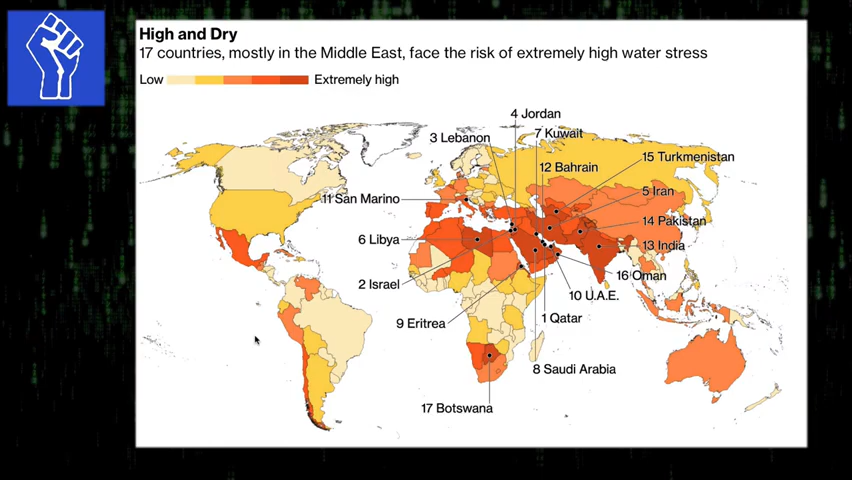 High and Dry
17 countries, mostly in the Middle East, face the risk of extremely high water stress
Low Extremely high
4 Jordan
3 Lebanon
7 Kuwait
12 Bahrain
15 Turkmenistan
11 San Marino
5 Iran
14 Pakistan
6 Libya
13 India
16 Oman
2 Israel
10 U.A.E.
9 Eritrea
1 Qatar
8 Saudi Arabia
17 Botswana